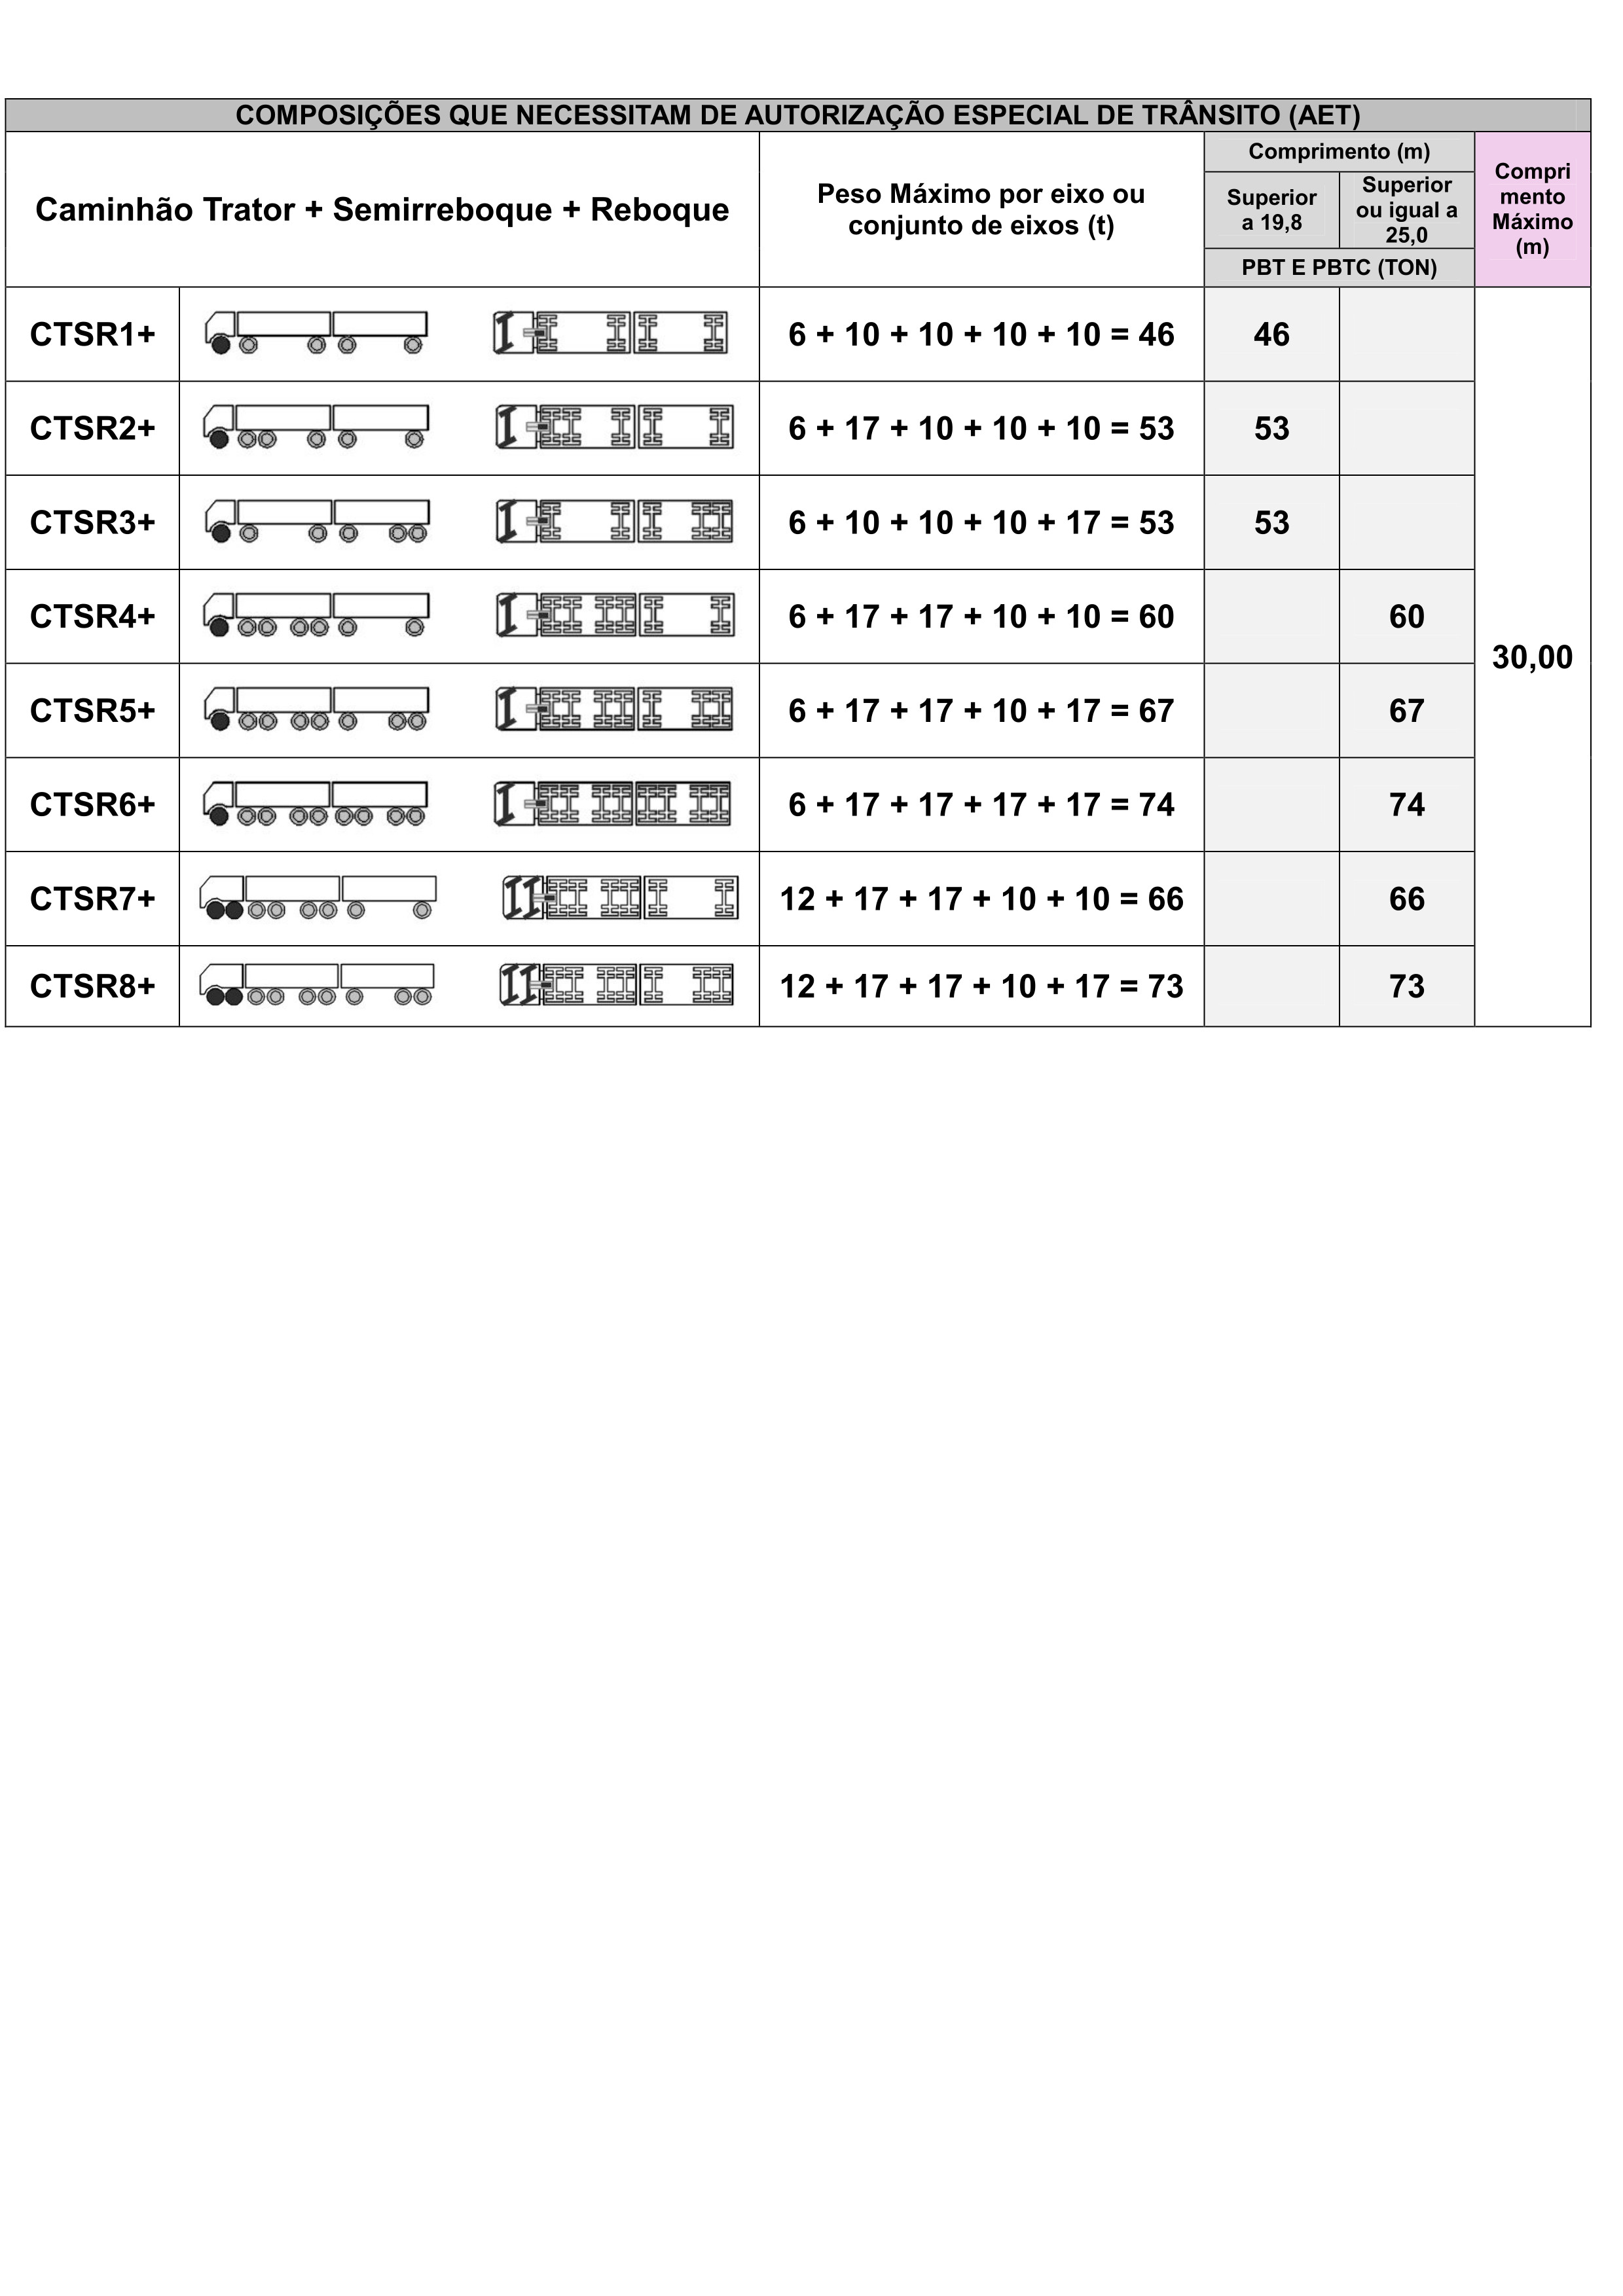 COMPOSIÇÕES QUE NECESSITAM DE AUTORIZAÇÃO ESPECIAL DE TRÂNSITO (AET)
Caminhão Trator + Semirreboque + Reboque
Peso Máximo por eixo ou
conjunto de eixos (t)
Comprimento (m)
Superior
a 19,8
Superior
ou igual a
25,0
PBT E PBTC (TON)
Compri
mento
Máximo
(m)
CTSR1+ 6 + 10 + 10 + 10 + 10 = 46 46
CTSR2+ 6 + 17 + 10 + 10 + 10 = 53 53
CTSR3+ 6 + 10 + 10 + 10 + 17 = 53 53
CTSR4+ 6 + 17 + 17 + 10 + 10 = 60 60
30,00
CTSR5+ 6 + 17 + 17 + 10 + 17 = 67 67
CTSR6+ 6 + 17 + 17 + 17 + 17 = 74 74
CTSR7+ 12 + 17 + 17 + 10 + 10 = 66 66
CTSR8+ 12 + 17 + 17 + 10 + 17 = 73 73